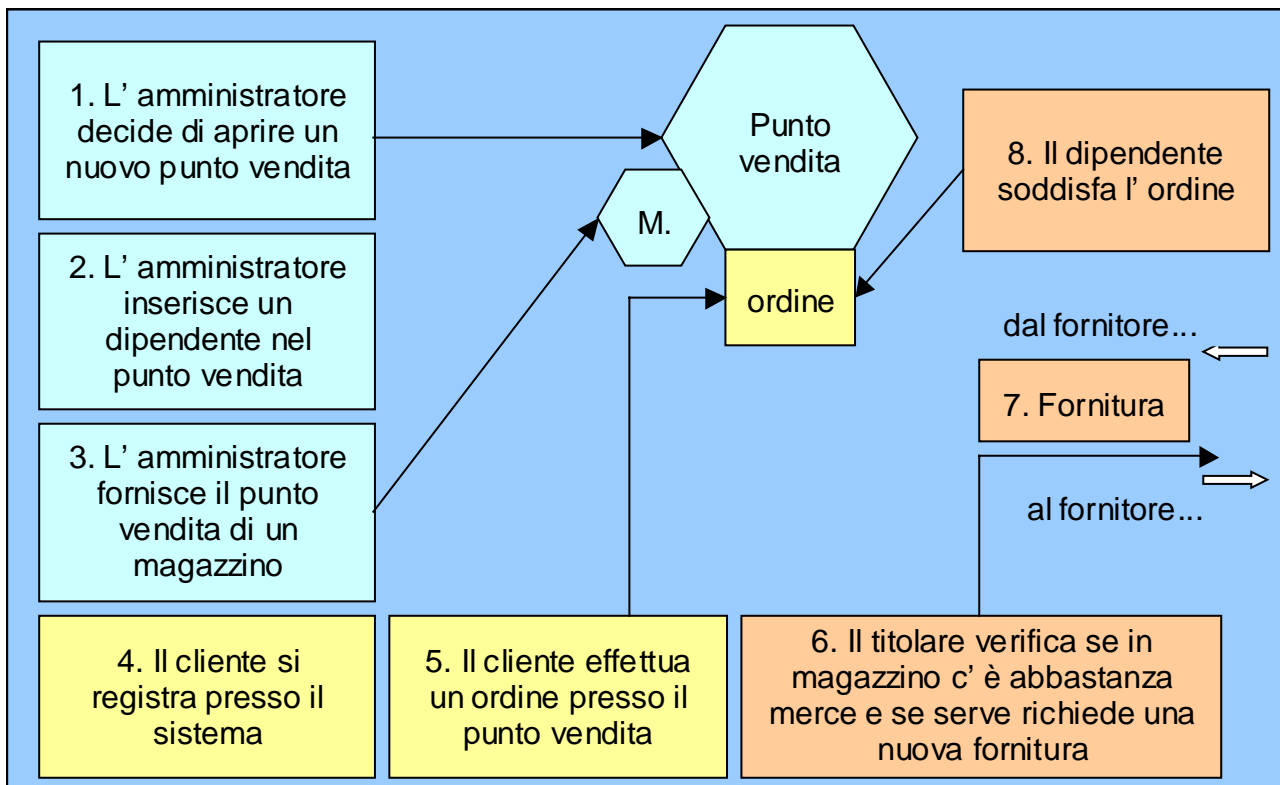 1. L' amministratore
decide di aprire un
nuovo punto vendita
2. L' amministratore
inserisce un
dipendente nel
punto vendita
3. L' amministratore
fornisce il punto
vendita di un
magazzino
4. Il cliente si
registra presso il
sistema
Punto
vendita
M.
ordine
5. Il cliente effettua
un ordine presso il
punto vendita
8. Il dipendente
soddisfa l' ordine
dal fornitore...
7. Fornitura
al fornitore...
6. Il titolare verifica se in
magazzino c' è abbastanza
merce e se serve richiede una
nuova fornitura